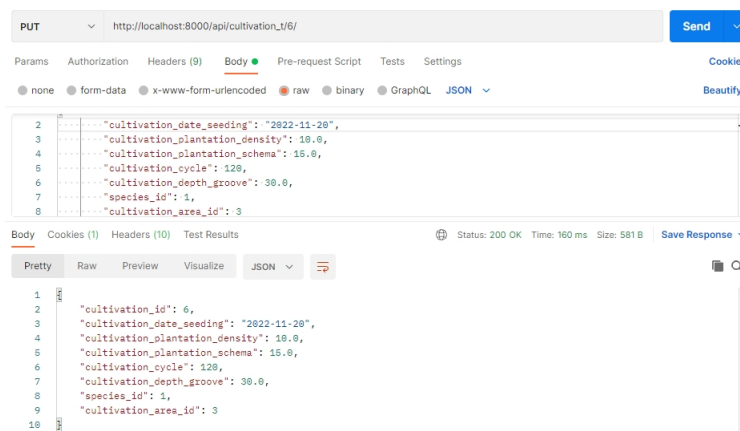 PUT http://localhost:8000/api/cultivation_t/6/ Send
Params Authorization Headers (9) Body Pre-request Script Tests Settings Cookie
none form-data x-www-form-urlencoded raw binary GraphQL JSON Beautify
2 "cultivation_date_seeding": "2022-11-20",
3 "cultivation_plantation_density": 10.0,
4 "cultivation_plantation_schema": 15.0,
5 "cultivation_cycle": 120,
6 "cultivation_depth_groove": 30.0,
7 "species_id": 1,
8 "cultivation_area_id": 3
Body Cookies (1) Headers (10) Test Results Status: 200 OK Time: 160 ms Size: 581 B Save Response
Pretty Raw Preview Visualize JSON
1 {
2 "cultivation_id": 6,
3 "cultivation_date_seeding": "2022-11-20",
4 "cultivation_plantation_density": 10.0,
5 "cultivation_plantation_schema": 15.0,
6 "cultivation_cycle": 120,
7 "cultivation_depth_groove": 30.0,
8 "species_id": 1,
9 "cultivation_area_id": 3
10 }